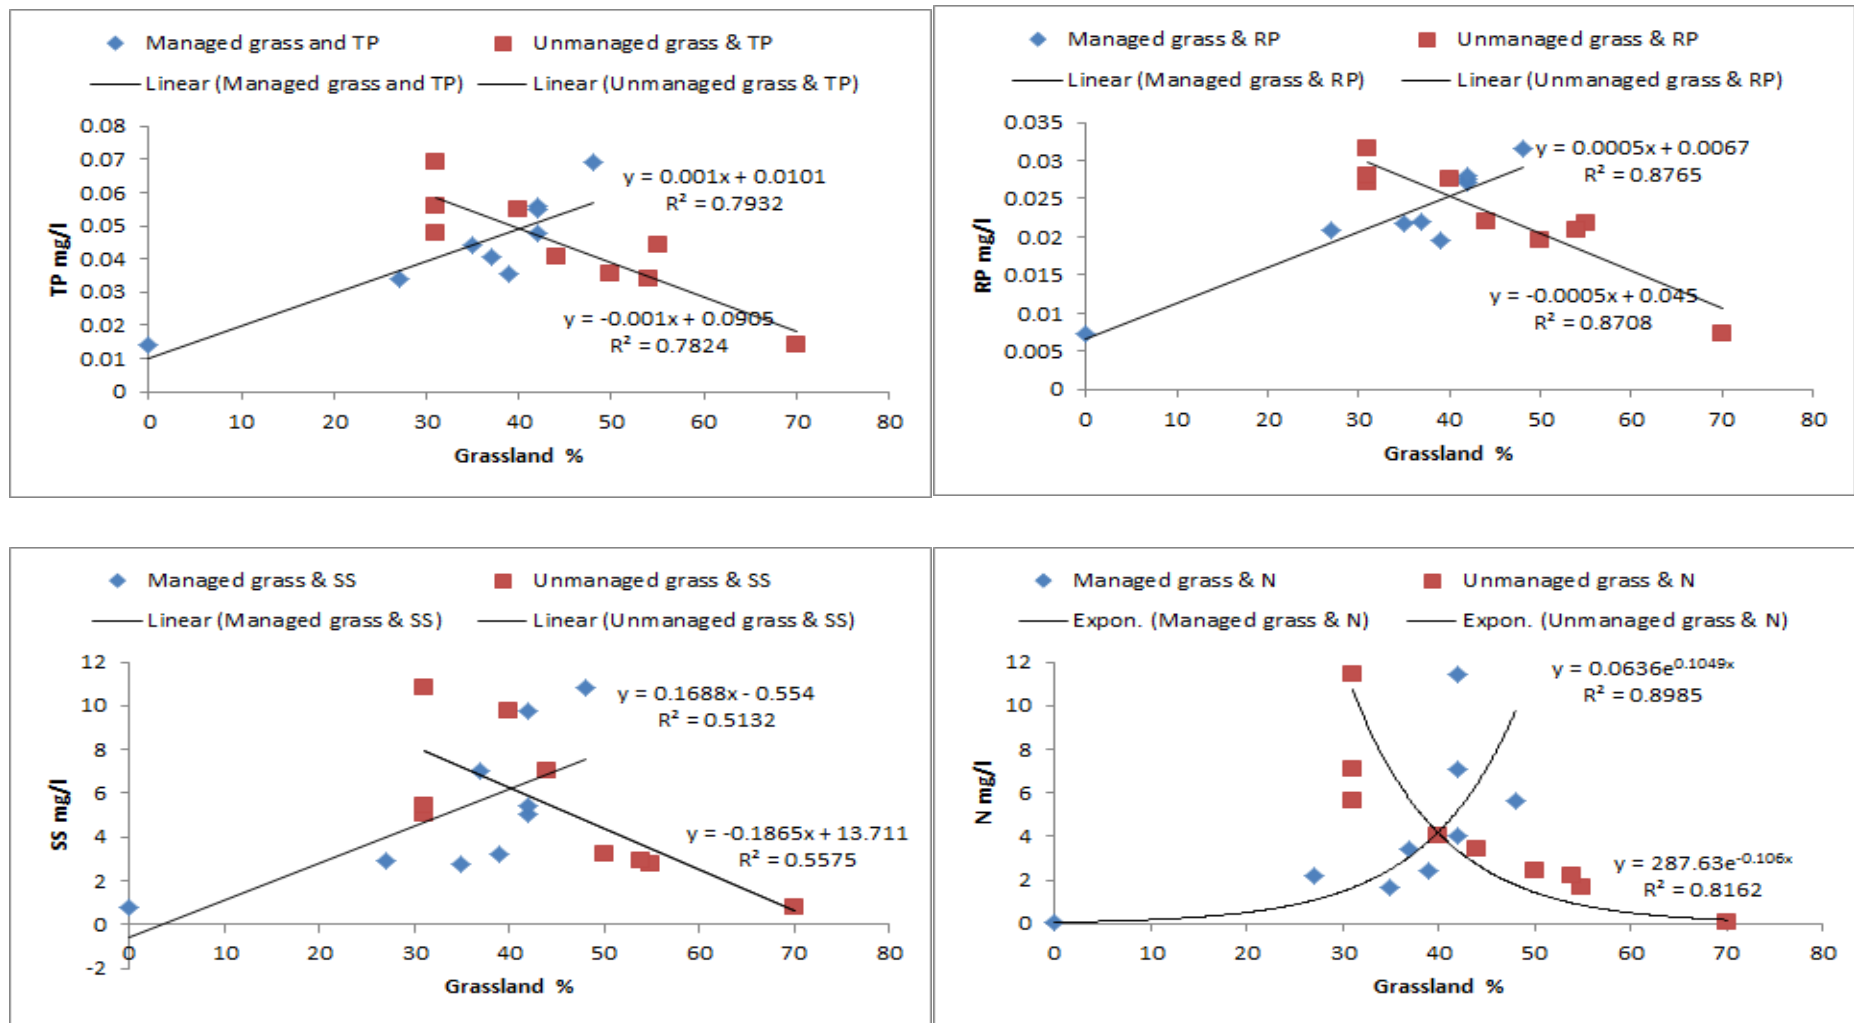 Managed grass and TP Unmanaged grass & TP
Linear (Managed grass and TP) Linear (Unmanaged grass & TP)
0.08
0.07
0.06
0.05
0.04
0.03
0.02
0.01
0
TP mg/l
y = 0.001x + 0.0101
R² = 0.7932
y = -0.001x + 0.0905
R² = 0.7824
0 10 20 30 40 50 60 70 80
Grassland %
Managed grass & RP Unmanaged grass & RP
Linear (Managed grass & RP) Linear (Unmanaged grass & RP)
0.035
0.03
0.025
0.02
0.015
0.01
0.005
0
RP mg/l
y = 0.0005x + 0.0067
R² = 0.8765
y = -0.0005x + 0.045
R² = 0.8708
0 10 20 30 40 50 60 70 80
Grassland %
Managed grass & SS Unmanaged grass & SS
Linear (Managed grass & SS) Linear (Unmanaged grass & SS)
12
10
8
6
4
2
0
-2
SS mg/l
y = 0.1688x - 0.554
R² = 0.5132
y = -0.1865x + 13.711
R² = 0.5575
0 10 20 30 40 50 60 70 80
Grassland %
Managed grass & N Unmanaged grass & N
Expon. (Managed grass & N) Expon. (Unmanaged grass & N)
12
10
8
6
4
2
0
N mg/l
y = 0.0636e^0.1049x
R² = 0.8985
y = 287.63e^-0.106x
R² = 0.8162
0 10 20 30 40 50 60 70 80
Grassland %